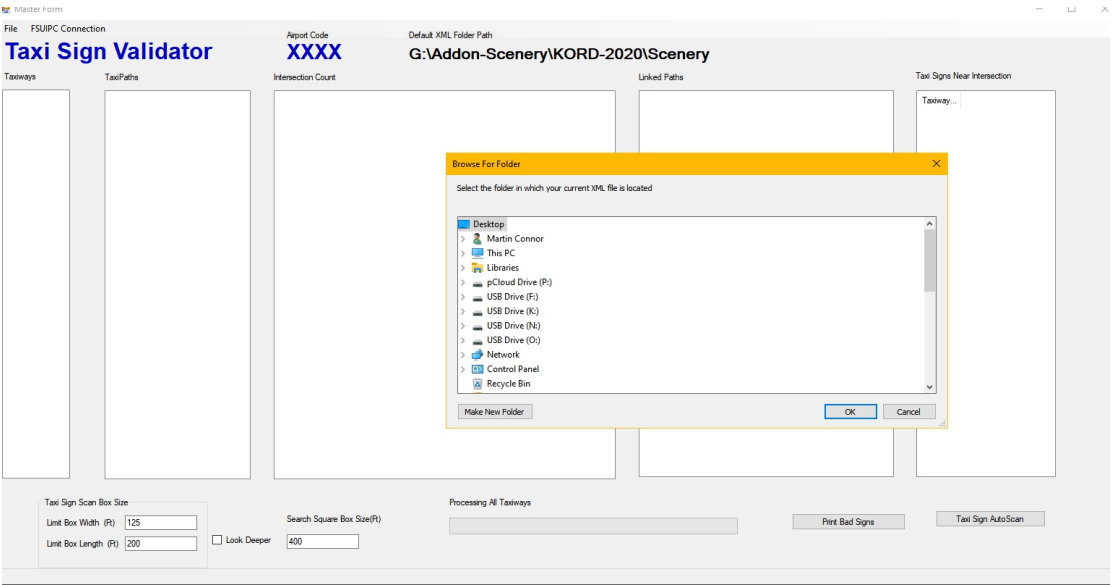 Master Form
File FSUIPC Connection
Airport Code
Default XML Folder Path
Taxi Sign Validator
XXXX
G:\Addon-Scenery\KORD-2020\Scenery
Taxiways
TaxiPaths
Intersection Count
Linked Paths
Taxi Signs Near Intersection
Taxiway...
Browse For Folder
Select the folder in which your current XML file is located
Desktop
Martin Connor
This PC
Libraries
pCloud Drive (P:)
USB Drive (F:)
USB Drive (K:)
USB Drive (N:)
USB Drive (O:)
Network
Control Panel
Recycle Bin
Make New Folder
OK
Cancel
Taxi Sign Scan Box Size
Limit Box Width (Ft) 125
Limit Box Length (Ft) 200
Look Deeper
Search Square Box Size(Ft)
400
Processing All Taxiways
Print Bad Signs
Taxi Sign AutoScan